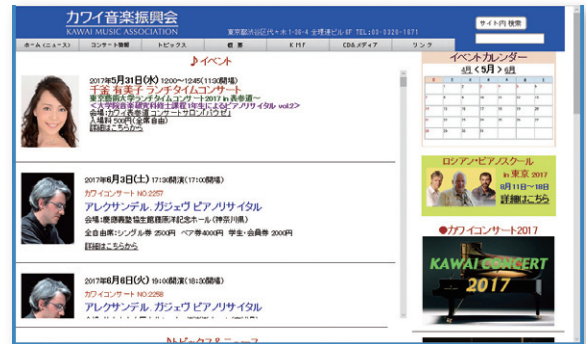 カワイ音楽振興会
KAWAI MUSIC ASSOCIATION
東京都渋谷区代々木1-36-4 全理連ビル6F TEL:03-3320-1671
サイト内検索
ホーム(ニュース) コンサート情報 トピックス 概要 KMF CD&メディア リンク
♪イベント
2017年5月31日(水) 12:00〜12:45(11:30開場)
千釜 有美子 ランチタイムコンサート
東京藝術大学ランチタイムコンサート2017 in 表参道〜
<大学院音楽研究科修士課程1年生によるピアノリサイタル vol.2>
会場:カワイ表参道コンサートサロン「パウゼ」
入場料 500円(全席自由)
詳細はこちらから
2017年6月3日(土) 17:30開演(17:00開場)
カワイコンサート NO.2257
アレクサンデル.ガジェヴ ピアノリサイタル
会場:慶應義塾協生館藤原洋記念ホール(神奈川県)
全自由席:シングル券 2500円 ペア券4000円 学生・会員券 2000円
詳細はこちらから
2017年6月6日(火) 19:00開演(18:30開場)
カワイコンサート NO.2258
アレクサンデル.ガジェヴ ピアノリサイタル
イベントカレンダー
4月 < 5月 > 6月
ロシアン・ピアノスクール
in 東京 2017
8月11日〜18日
詳細はこちら
●カワイコンサート2017
KAWAI CONCERT
2017
♪トピックス&ニュース